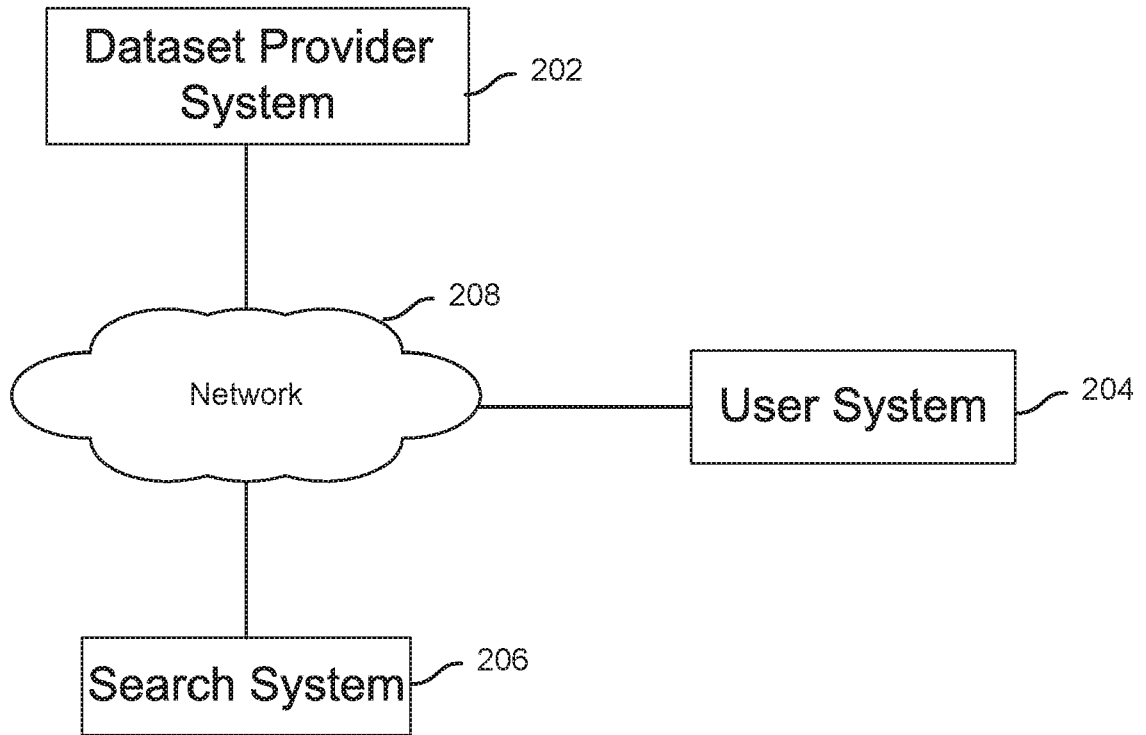 Dataset Provider
System
202
208
Network
User System
204
Search System
206